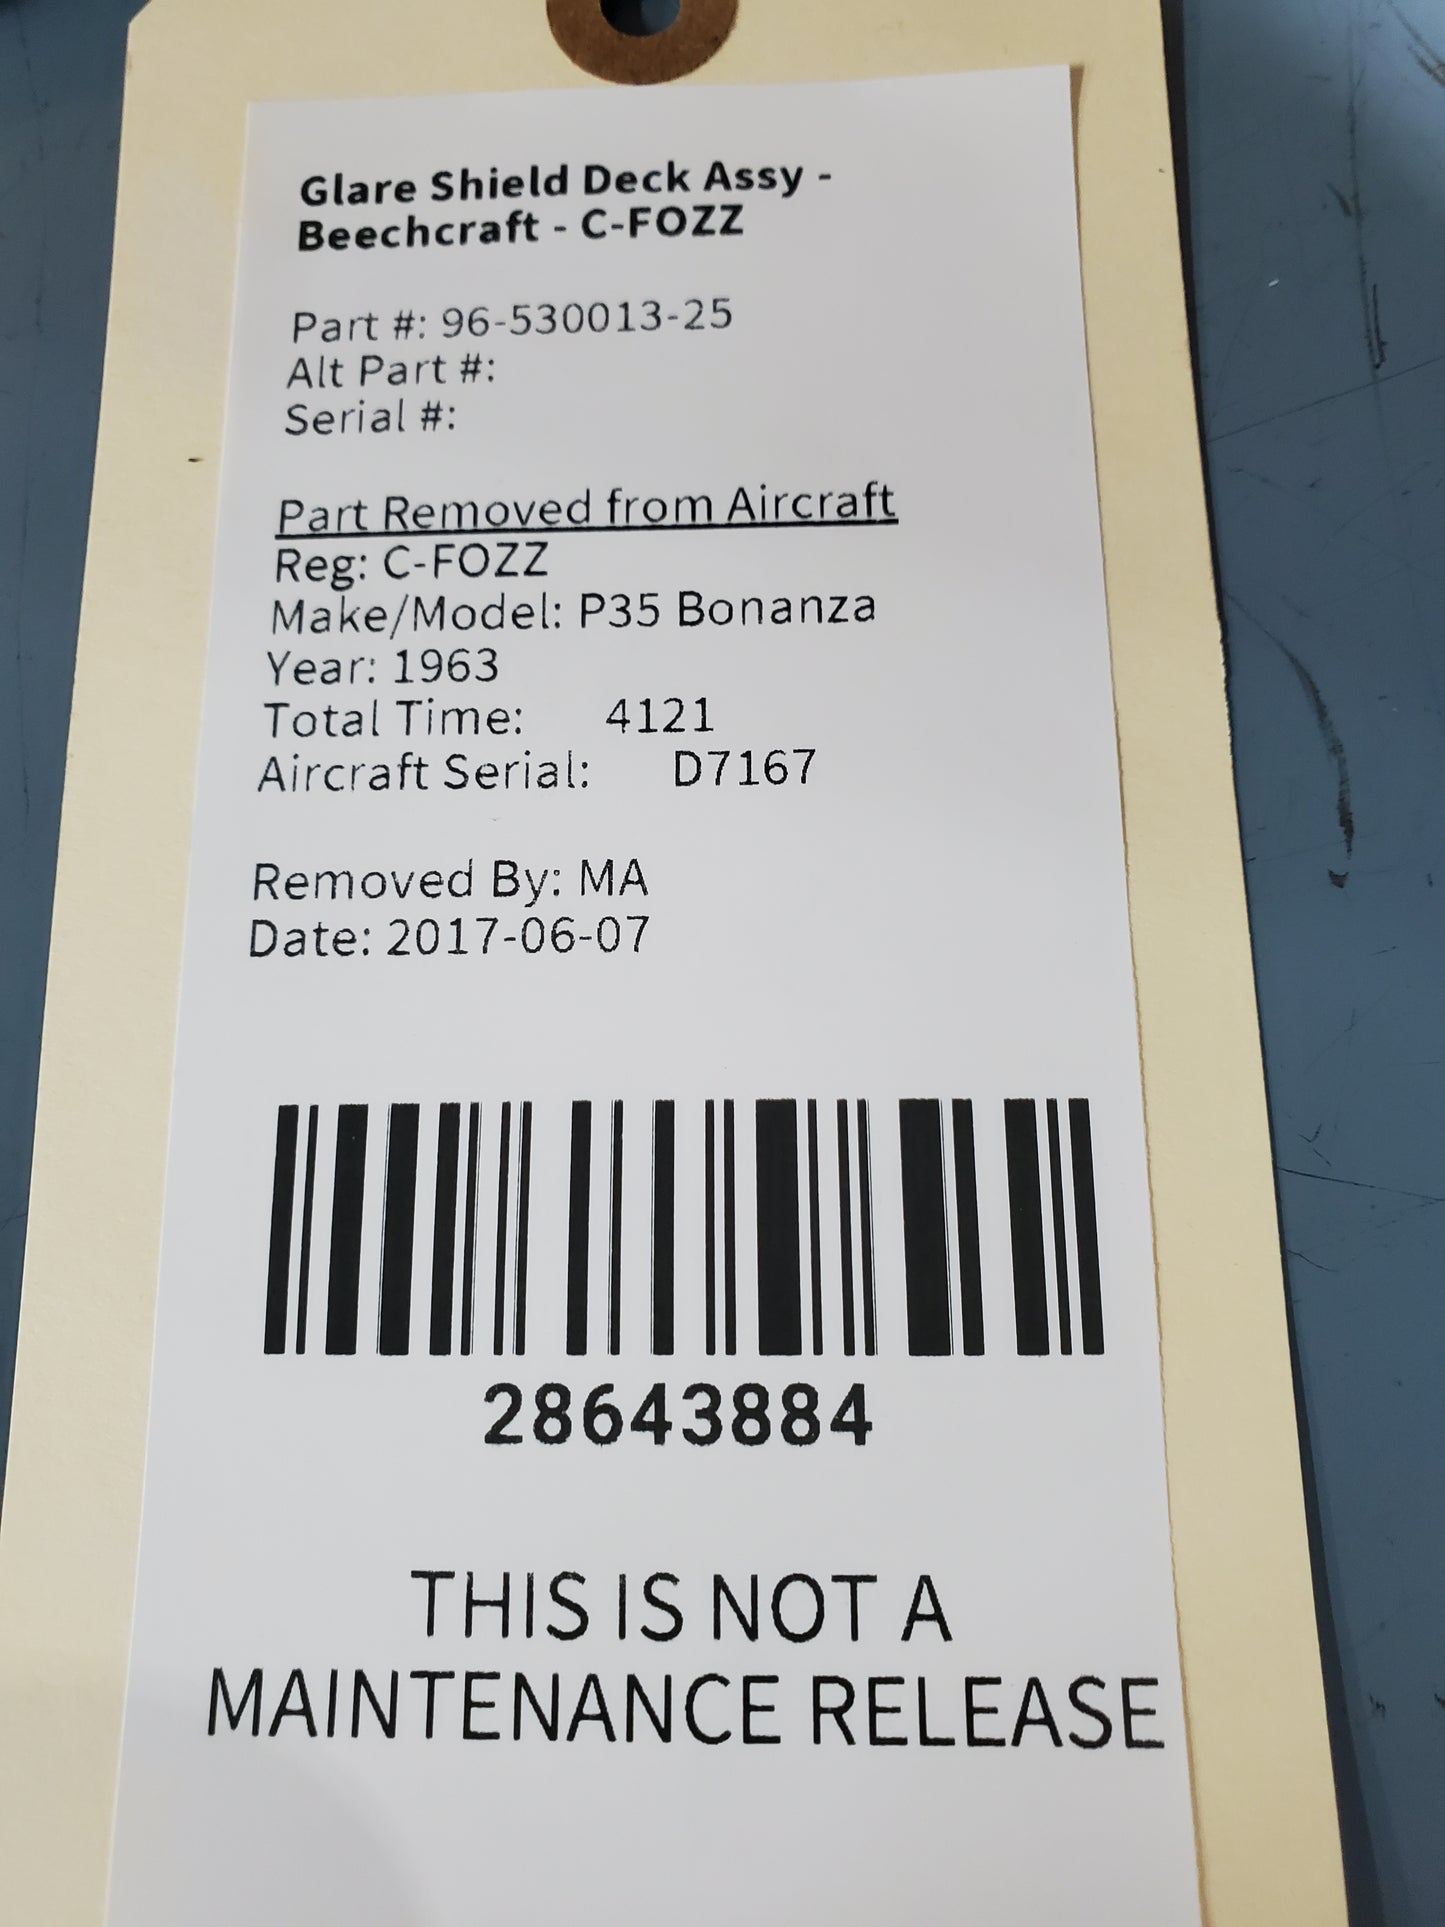 Glare Shield Deck Assy -
Beechcraft - C-FOZZ
Part #: 96-530013-25
Alt Part #:
Serial #:
Part Removed from Aircraft
Reg: C-FOZZ
Make/Model: P35 Bonanza
Year: 1963
Total Time: 4121
Aircraft Serial: D7167
Removed By: MA
Date: 2017-06-07
28643884
THIS IS NOT A
MAINTENANCE RELEASE